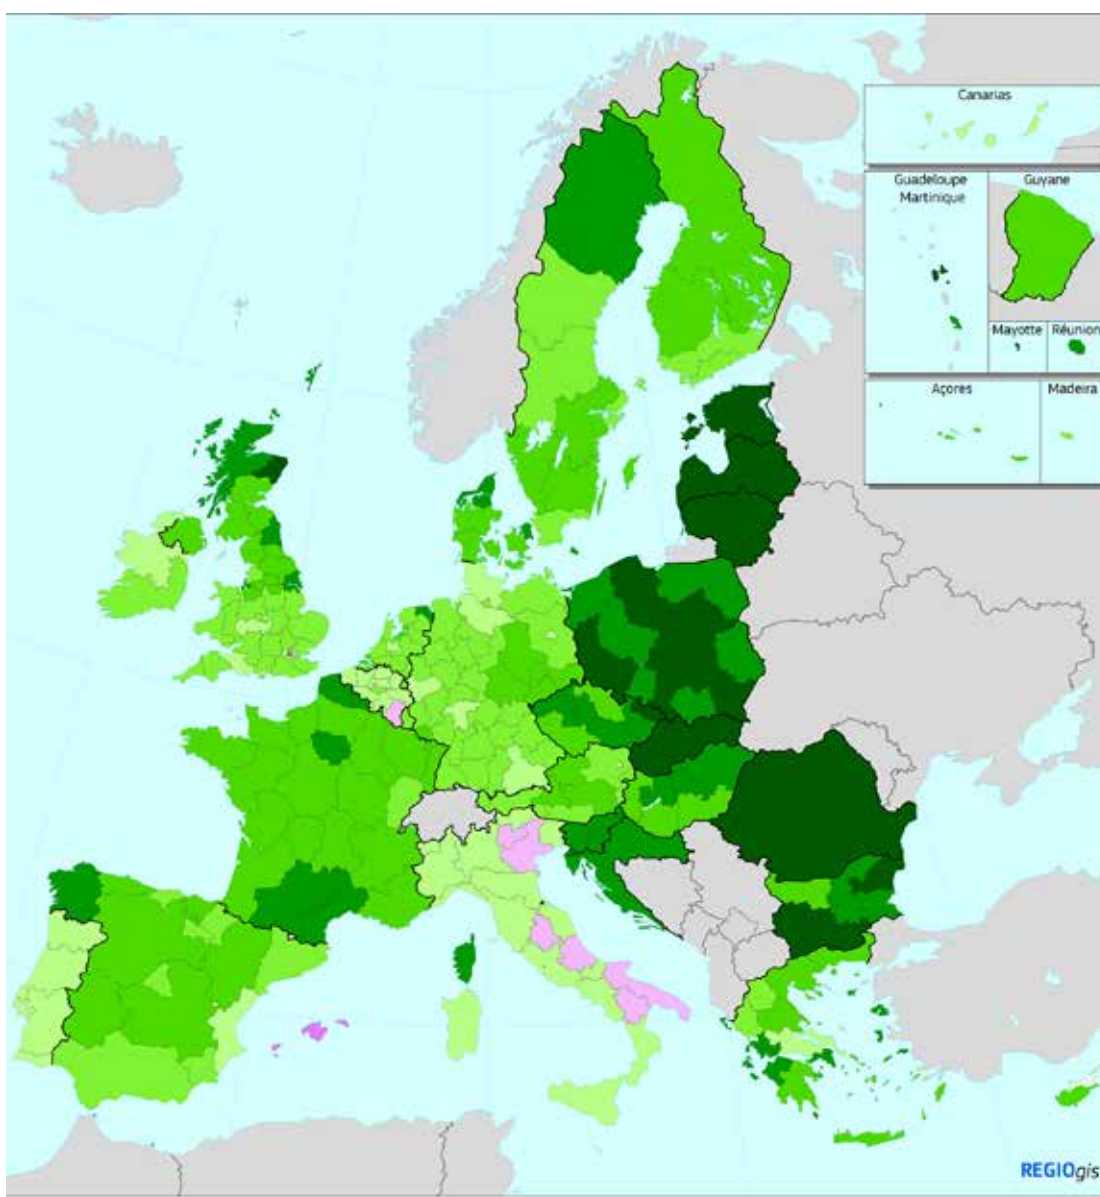 Canarias
Guadeloupe
Martinique
Guyane
Mayotte
Réunion
Açores
Madeira
REGIOgis